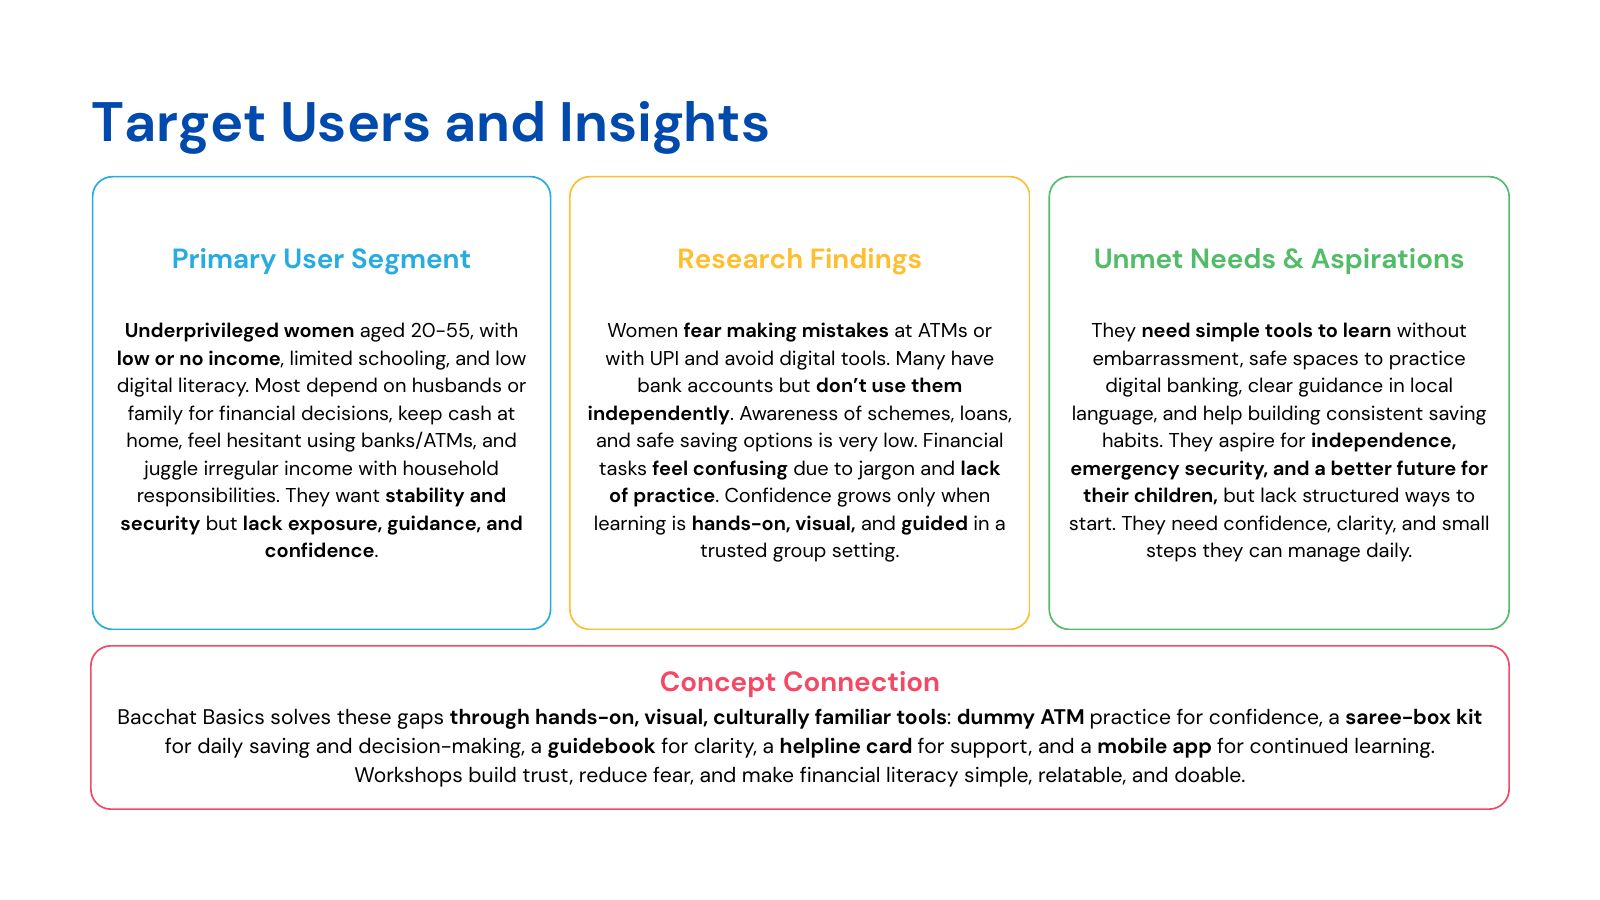 Target Users and Insights
Primary User Segment
Underprivileged women aged 20-55, with
low or no income, limited schooling, and low
digital literacy. Most depend on husbands or
family for financial decisions, keep cash at
home, feel hesitant using banks/ATMs, and
juggle irregular income with household
responsibilities. They want stability and
security but lack exposure, guidance, and
confidence.
Research Findings
Women fear making mistakes at ATMs or
with UPI and avoid digital tools. Many have
bank accounts but don’t use them
independently. Awareness of schemes, loans,
and safe saving options is very low. Financial
tasks feel confusing due to jargon and lack
of practice. Confidence grows only when
learning is hands-on, visual, and guided in a
trusted group setting.
Unmet Needs & Aspirations
They need simple tools to learn without
embarrassment, safe spaces to practice
digital banking, clear guidance in local
language, and help building consistent saving
habits. They aspire for independence,
emergency security, and a better future for
their children, but lack structured ways to
start. They need confidence, clarity, and small
steps they can manage daily.
Concept Connection
Bacchat Basics solves these gaps through hands-on, visual, culturally familiar tools: dummy ATM practice for confidence, a saree-box kit
for daily saving and decision-making, a guidebook for clarity, a helpline card for support, and a mobile app for continued learning.
Workshops build trust, reduce fear, and make financial literacy simple, relatable, and doable.